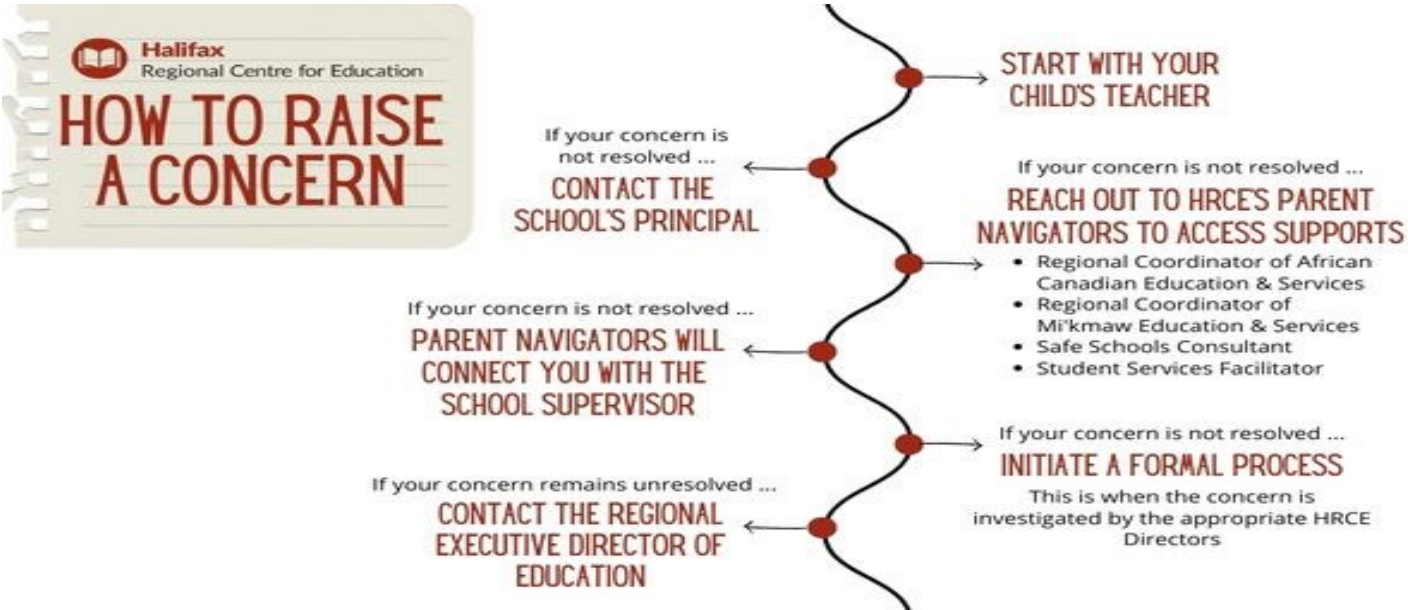 Halifax
Regional Centre for Education
HOW TO RAISE
A CONCERN
START WITH YOUR
CHILD'S TEACHER
If your concern is
not resolved ...
CONTACT THE
SCHOOL'S PRINCIPAL
If your concern is not resolved ...
REACH OUT TO HRCE'S PARENT
NAVIGATORS TO ACCESS SUPPORTS
• Regional Coordinator of African
Canadian Education & Services
• Regional Coordinator of
Mi'kmaw Education & Services
• Safe Schools Consultant
• Student Services Facilitator
If your concern is not resolved ...
PARENT NAVIGATORS WILL
CONNECT YOU WITH THE
SCHOOL SUPERVISOR
If your concern is not resolved ...
INITIATE A FORMAL PROCESS
This is when the concern is
investigated by the appropriate HRCE
Directors
If your concern remains unresolved ...
CONTACT THE REGIONAL
EXECUTIVE DIRECTOR OF
EDUCATION